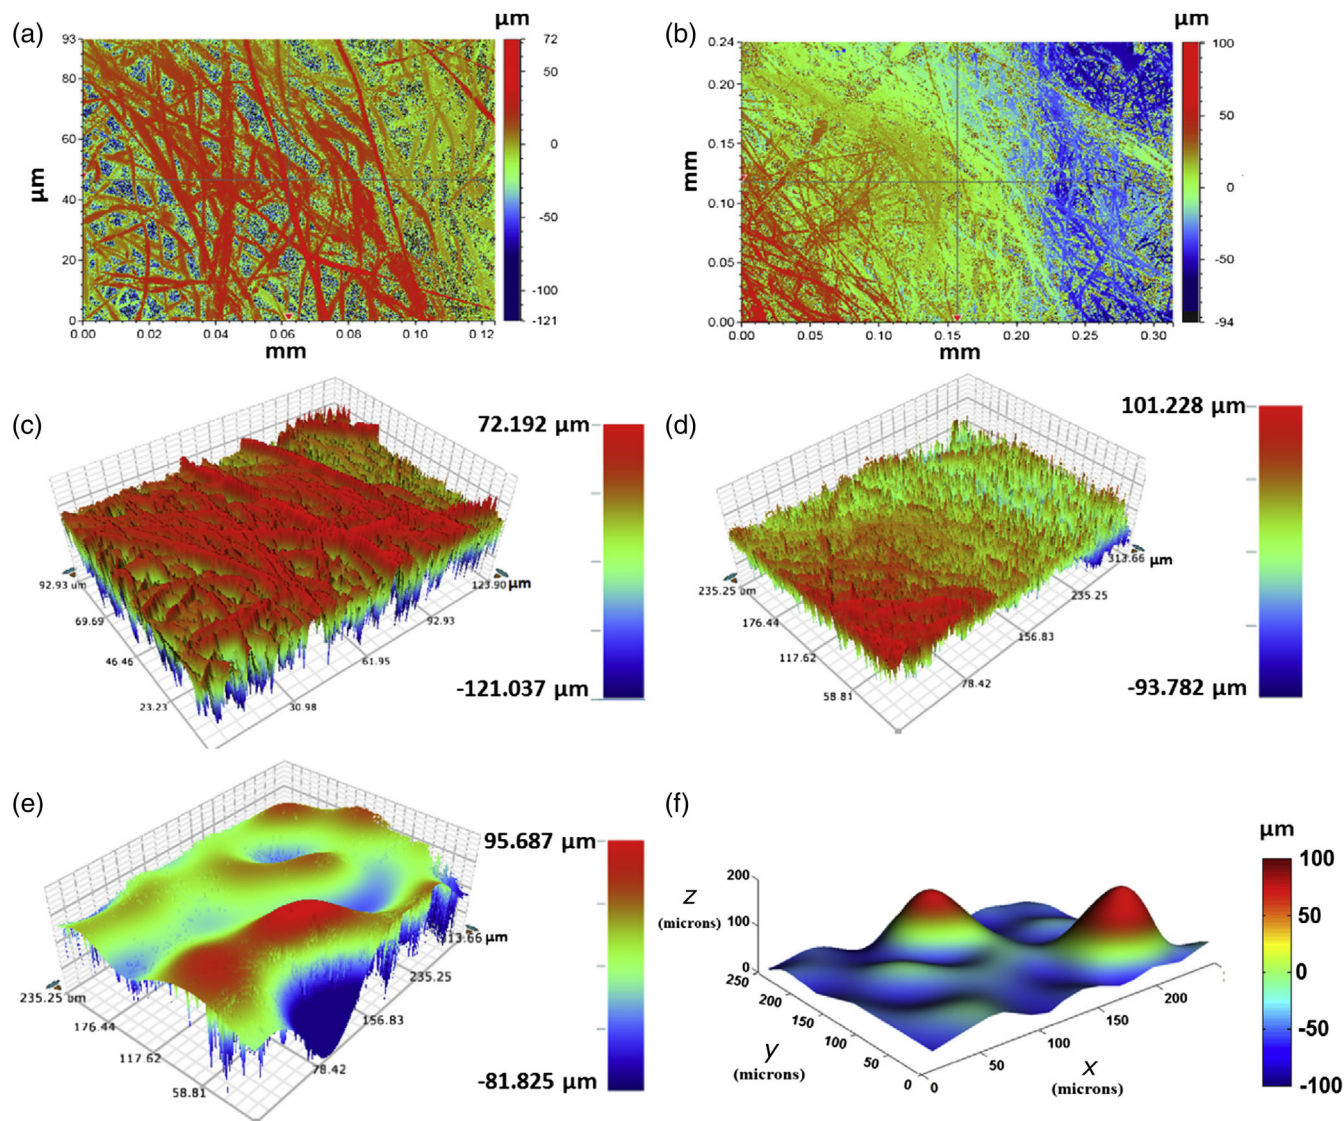 (a)
µm
93
80
60
40
20
0
µm
0.00 0.02 0.04 0.06 0.08 0.10
mm
72
50
0
-50
-100
-121
(b)
µm
0.24
0.20
0.15
0.10
0.05
0.00
mm
0.00 0.05 0.10 0.15 0.20 0.25 0.30
mm
100
50
0
-50
-94
(c)
72.192 µm
-121.037 µm
92.93 um
69.69
46.46
23.23
30.98
61.95
92.93
123.90 µm
(d)
101.228 µm
-93.782 µm
235.25 um
176.44
117.62
58.81
78.42
156.83
235.25
313.66 µm
(e)
95.687 µm
-81.825 µm
235.25 um
176.44
117.62
58.81
78.42
156.83
235.25
313.66 µm
(f)
z
(microns)
200
100
0
250
200
150
100
50
0
y
(microns)
0
50
100
150
200
x
(microns)
µm
100
50
0
-50
-100